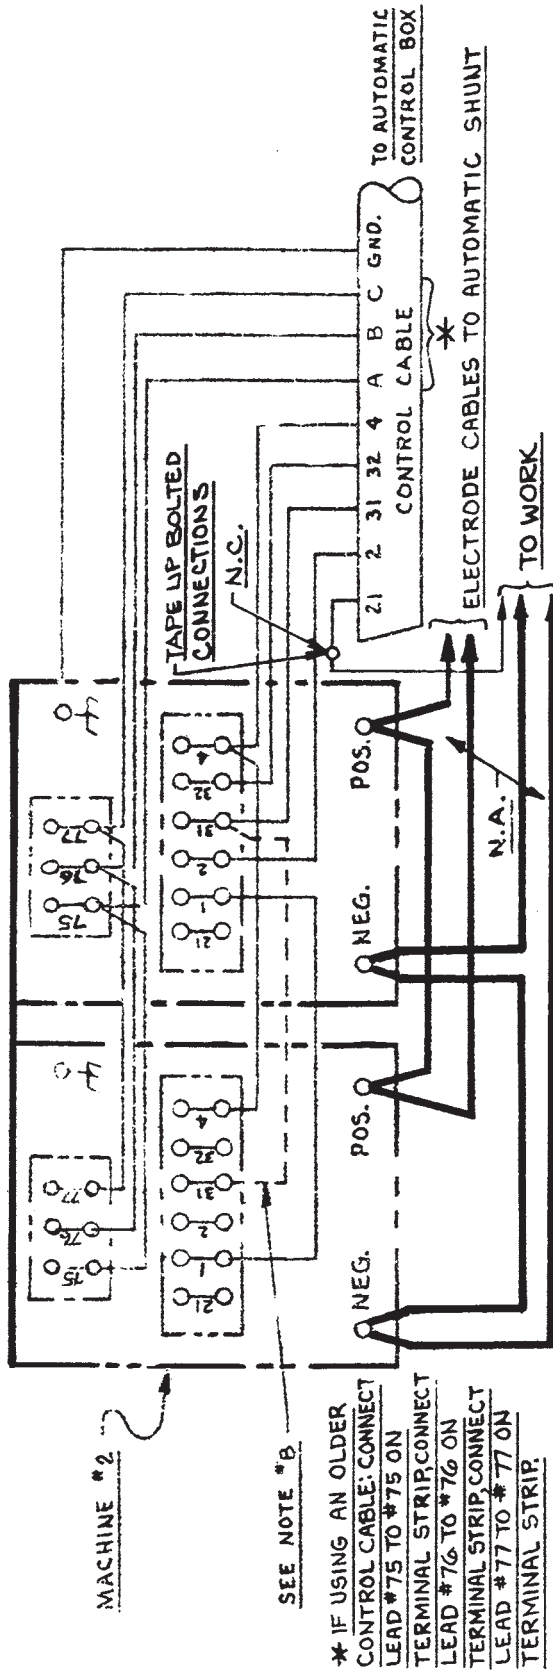 MACHINE #2
75 76 77
75 76 77
21 1 2 31 32 4
21 1 2 31 32 4
NEG. POS. NEG. POS.
TAPE UP BOLTED
CONNECTIONS
N.C.
21 2 31 32 4 A B C GND.
CONTROL CABLE
*
TO AUTOMATIC
CONTROL BOX
ELECTRODE CABLES TO AUTOMATIC SHUNT
TO WORK
N.A.
SEE NOTE #B
* IF USING AN OLDER
CONTROL CABLE: CONNECT
LEAD #75 TO #75 ON
TERMINAL STRIP, CONNECT
LEAD #76 TO #76 ON
TERMINAL STRIP, CONNECT
LEAD #77 TO #77 ON
TERMINAL STRIP.